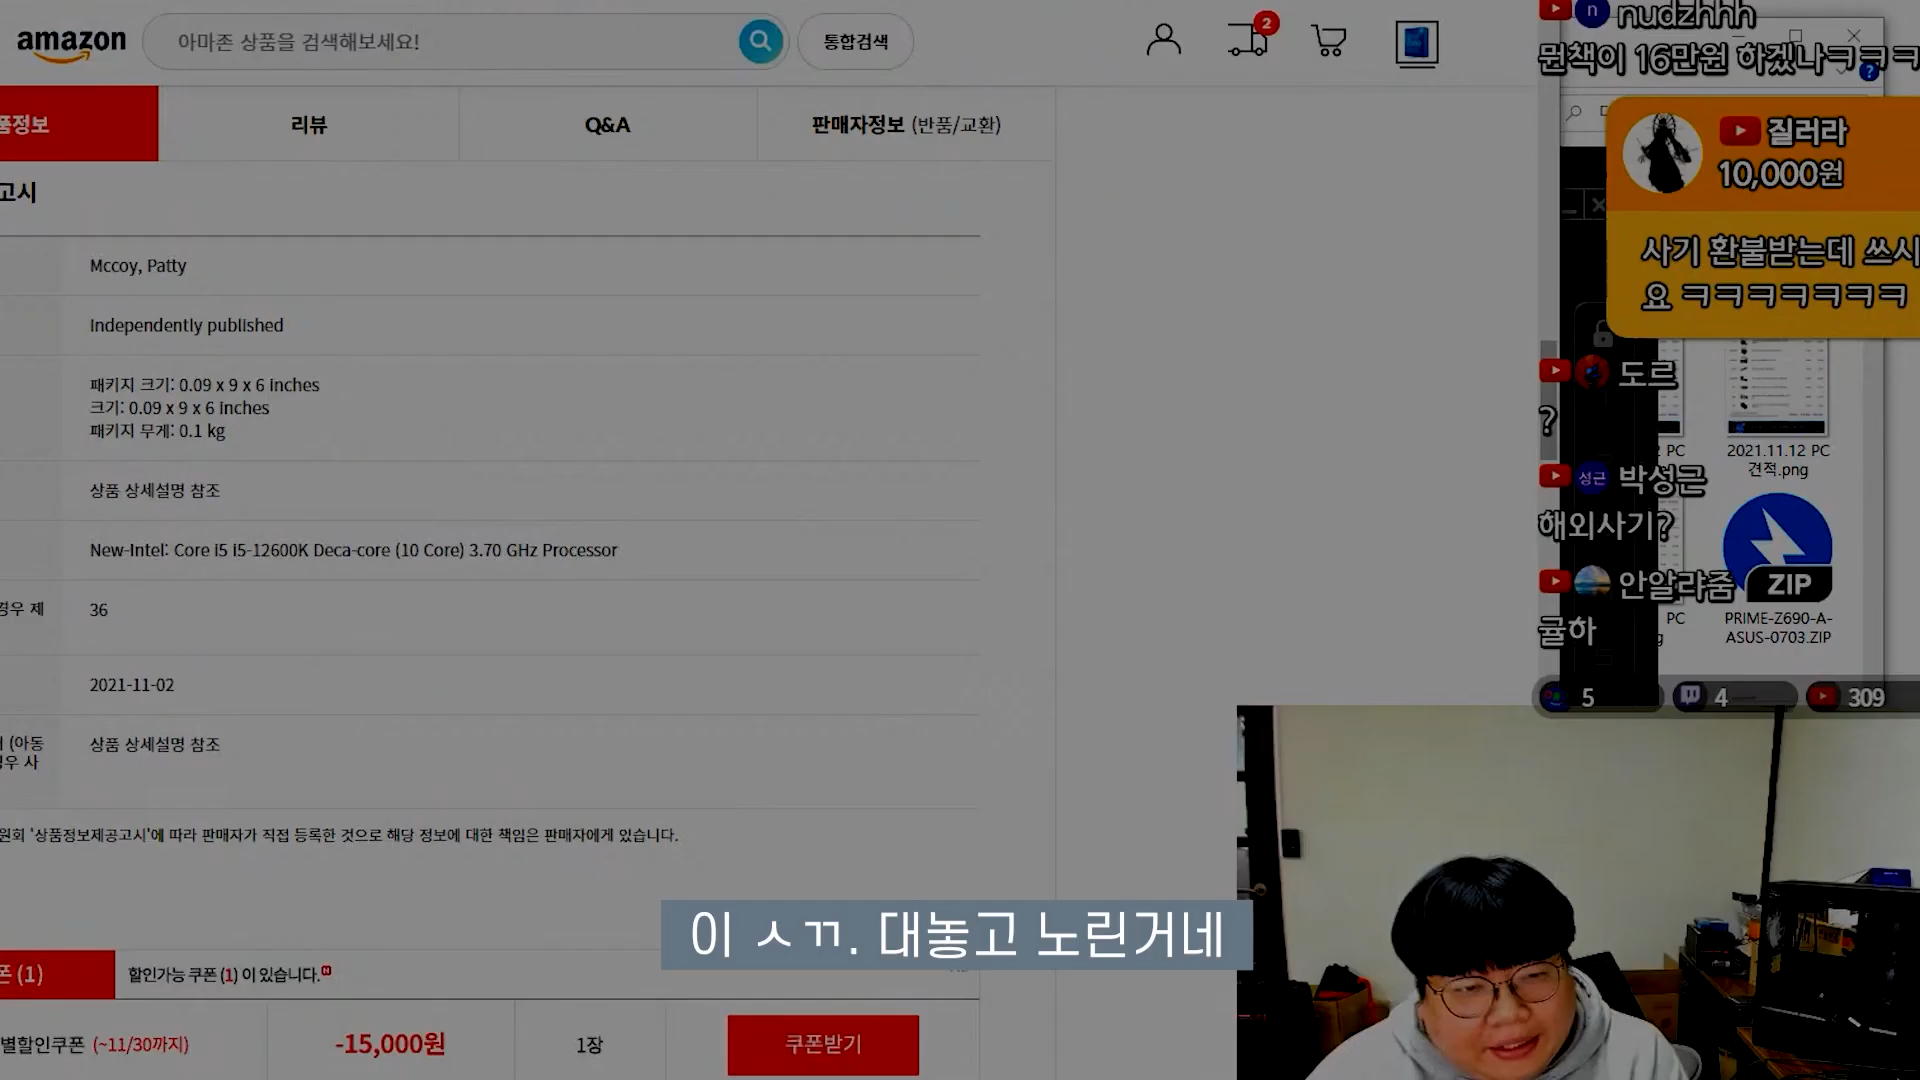 amazon
아마존 상품을 검색해보세요!
통합검색
2
품정보
리뷰
Q&A
판매자정보 (반품/교환)
고시
Mccoy, Patty
Independently published
패키지 크기: 0.09 x 9 x 6 inches
크기: 0.09 x 9 x 6 inches
패키지 무게: 0.1 kg
상품 상세설명 참조
New-Intel: Core i5 i5-12600K Deca-core (10 Core) 3.70 GHz Processor
경우 제
36
2021-11-02
(아동
경우 사
상품 상세설명 참조
원회 '상품정보제공고시'에 따라 판매자가 직접 등록한 것으로 해당 정보에 대한 책임은 판매자에게 있습니다.
폰 (1)
할인가능 쿠폰 (1) 이 있습니다.
별할인쿠폰 (~11/30까지)
-15,000원
1장
쿠폰받기
이 ㅅㄲ. 대놓고 노린거네
n nudzhhh
뭔책이 16만원 하겠나ㅋㅋㅋ
질러라
10,000원
사기 환불받는데 쓰시
요 ㅋㅋㅋㅋㅋㅋㅋ
도르
?
성근 박성근
해외사기?
안알랴줌
귤하
PC
2021.11.12 PC
견적.png
ZIP
PC
PRIME-Z690-A-
ASUS-0703.ZIP
5
4
309